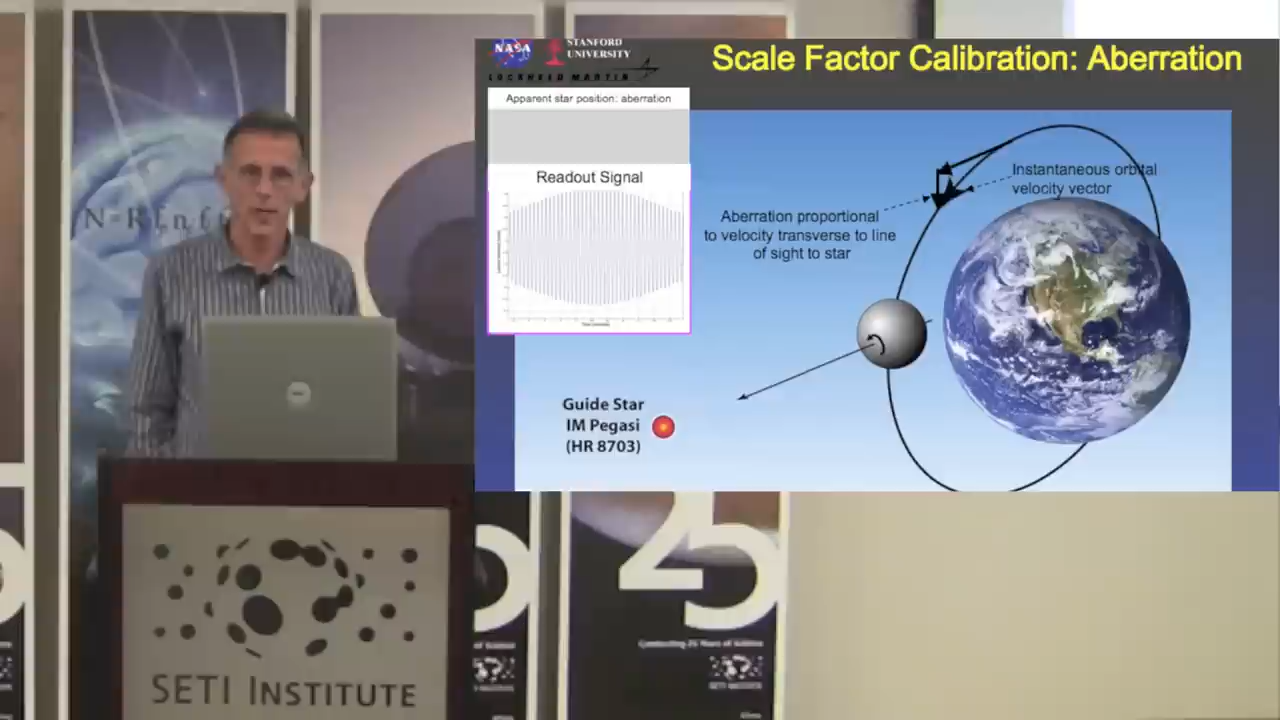 NASA
STANFORD
UNIVERSITY
LOCKHEED MARTIN
Scale Factor Calibration: Aberration
Apparent star position: aberration
Readout Signal
Instantaneous orbital
velocity vector
Aberration proportional
to velocity transverse to line
of sight to star
Guide Star
IM Pegasi
(HR 8703)
25
SETI INSTITUTE
SETI INSTITUTE